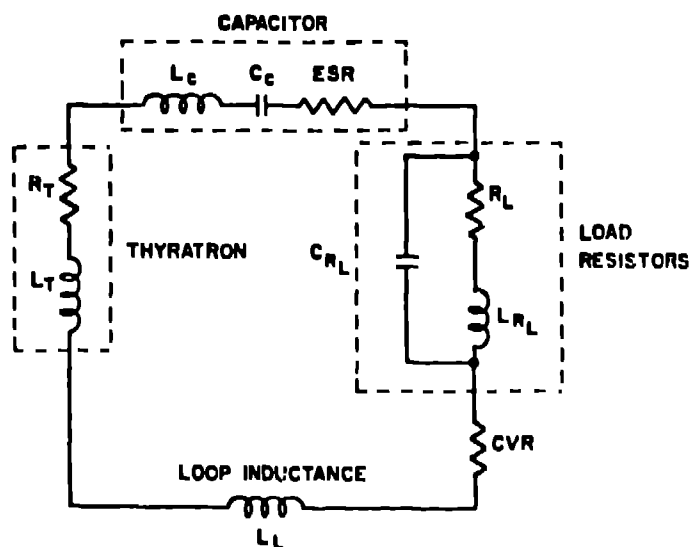 CAPACITOR
Lc Cc ESR
RT
THYRATRON
LT
CRL
RL
LRL
LOAD
RESISTORS
CVR
LOOP INDUCTANCE
LL